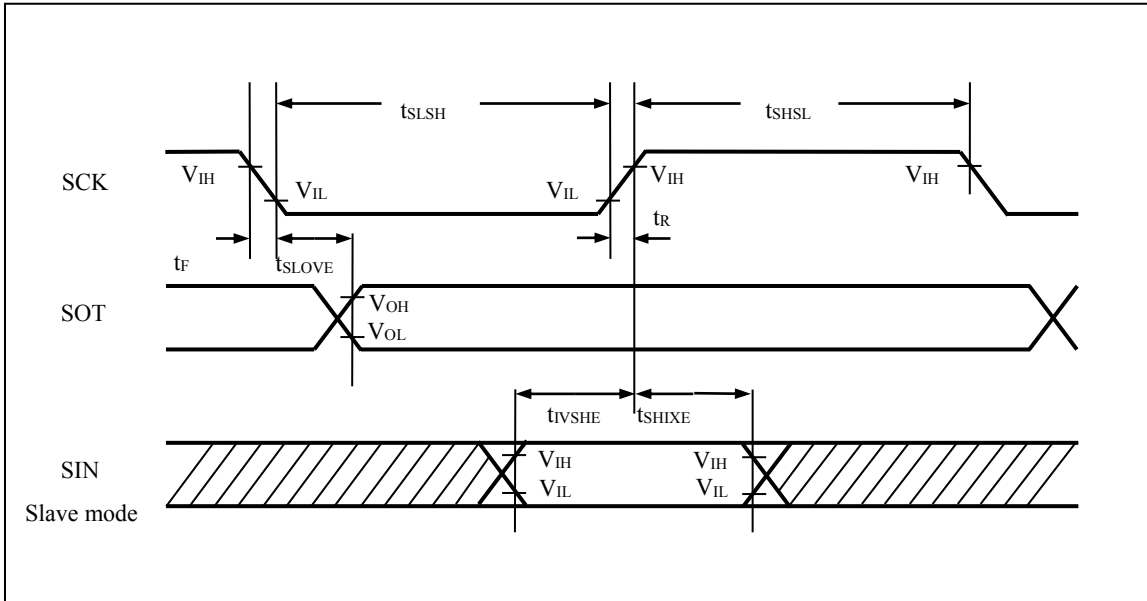 tSLSH
tSHSL
SCK
VIH
VIL
VIL
VIH
VIH
tR
tF
tSLOVE
SOT
VOH
VOL
tIVSHE
tSHIXE
SIN
VIH
VIH
VIL
VIL
Slave mode